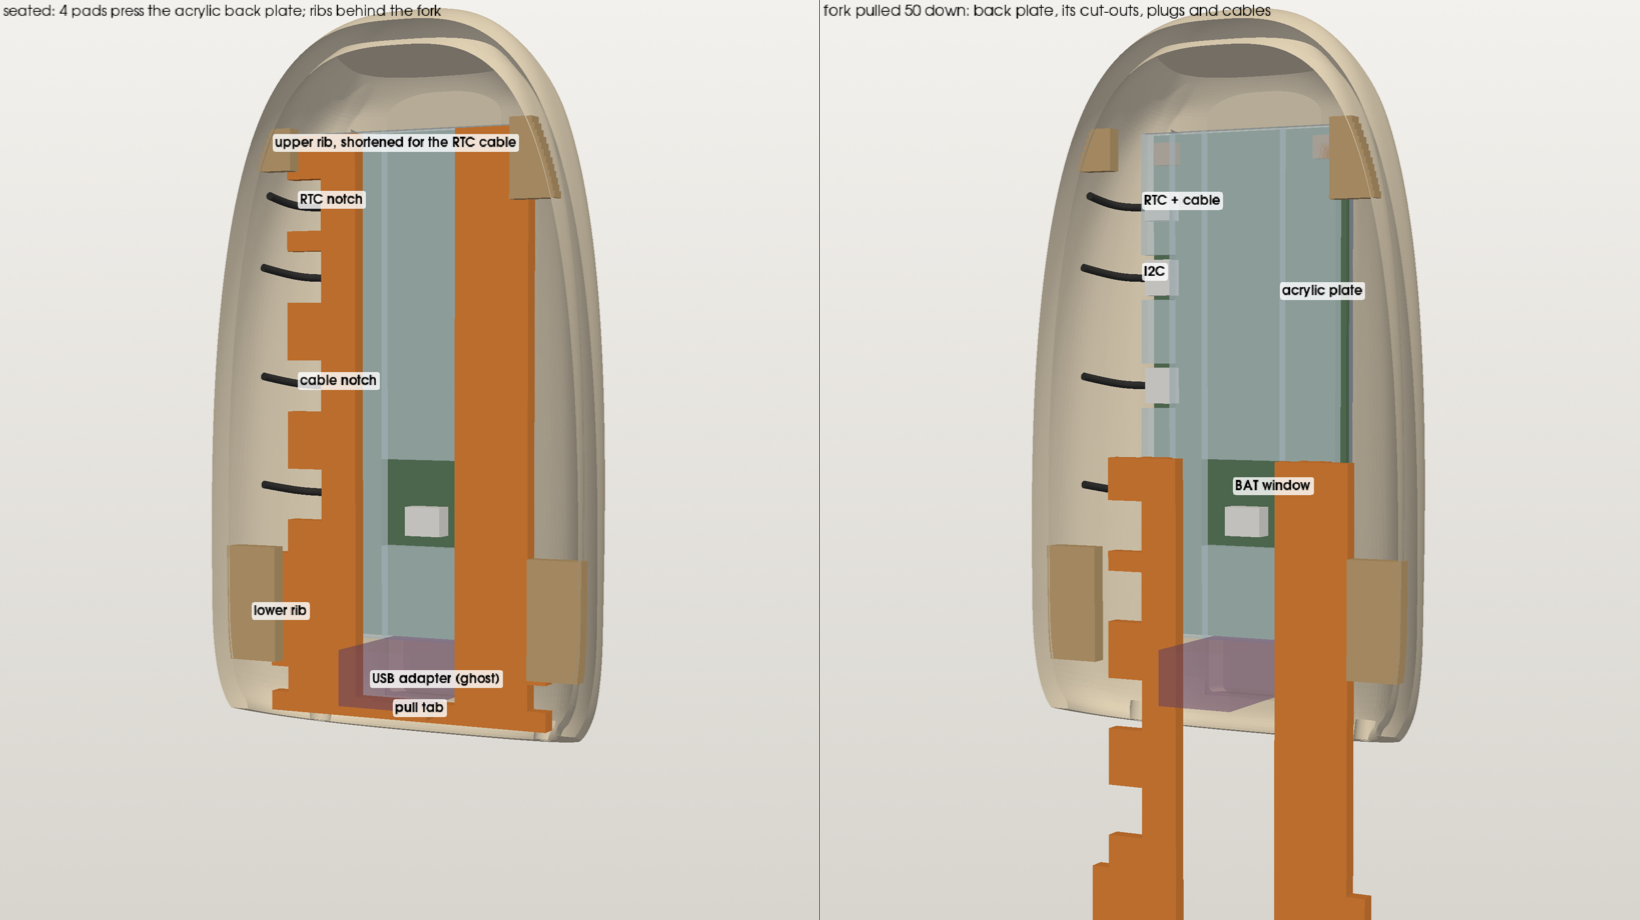 seated: 4 pads press the acrylic back plate; ribs behind the fork
upper rib, shortened for the RTC cable
RTC notch
cable notch
lower rib
USB adapter (ghost)
pull tab
fork pulled 50 down: back plate, its cut-outs, plugs and cables
RTC + cable
I2C
acrylic plate
BAT window